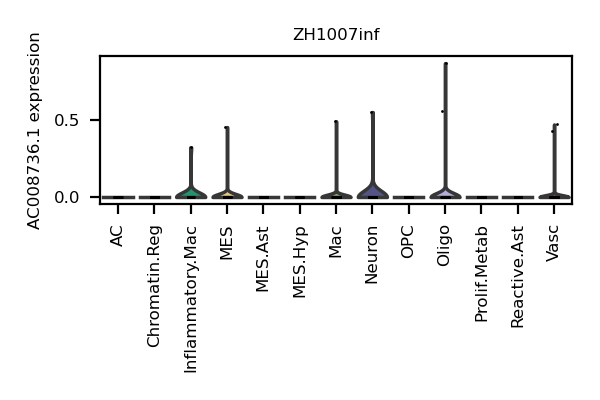 ZH1007inf
AC008736.1 expression
0.5
0.0
AC
Chromatin.Reg
Inflammatory.Mac
MES
MES.Ast
MES.Hyp
Mac
Neuron
OPC
Oligo
Prolif.Metab
Reactive.Ast
Vasc